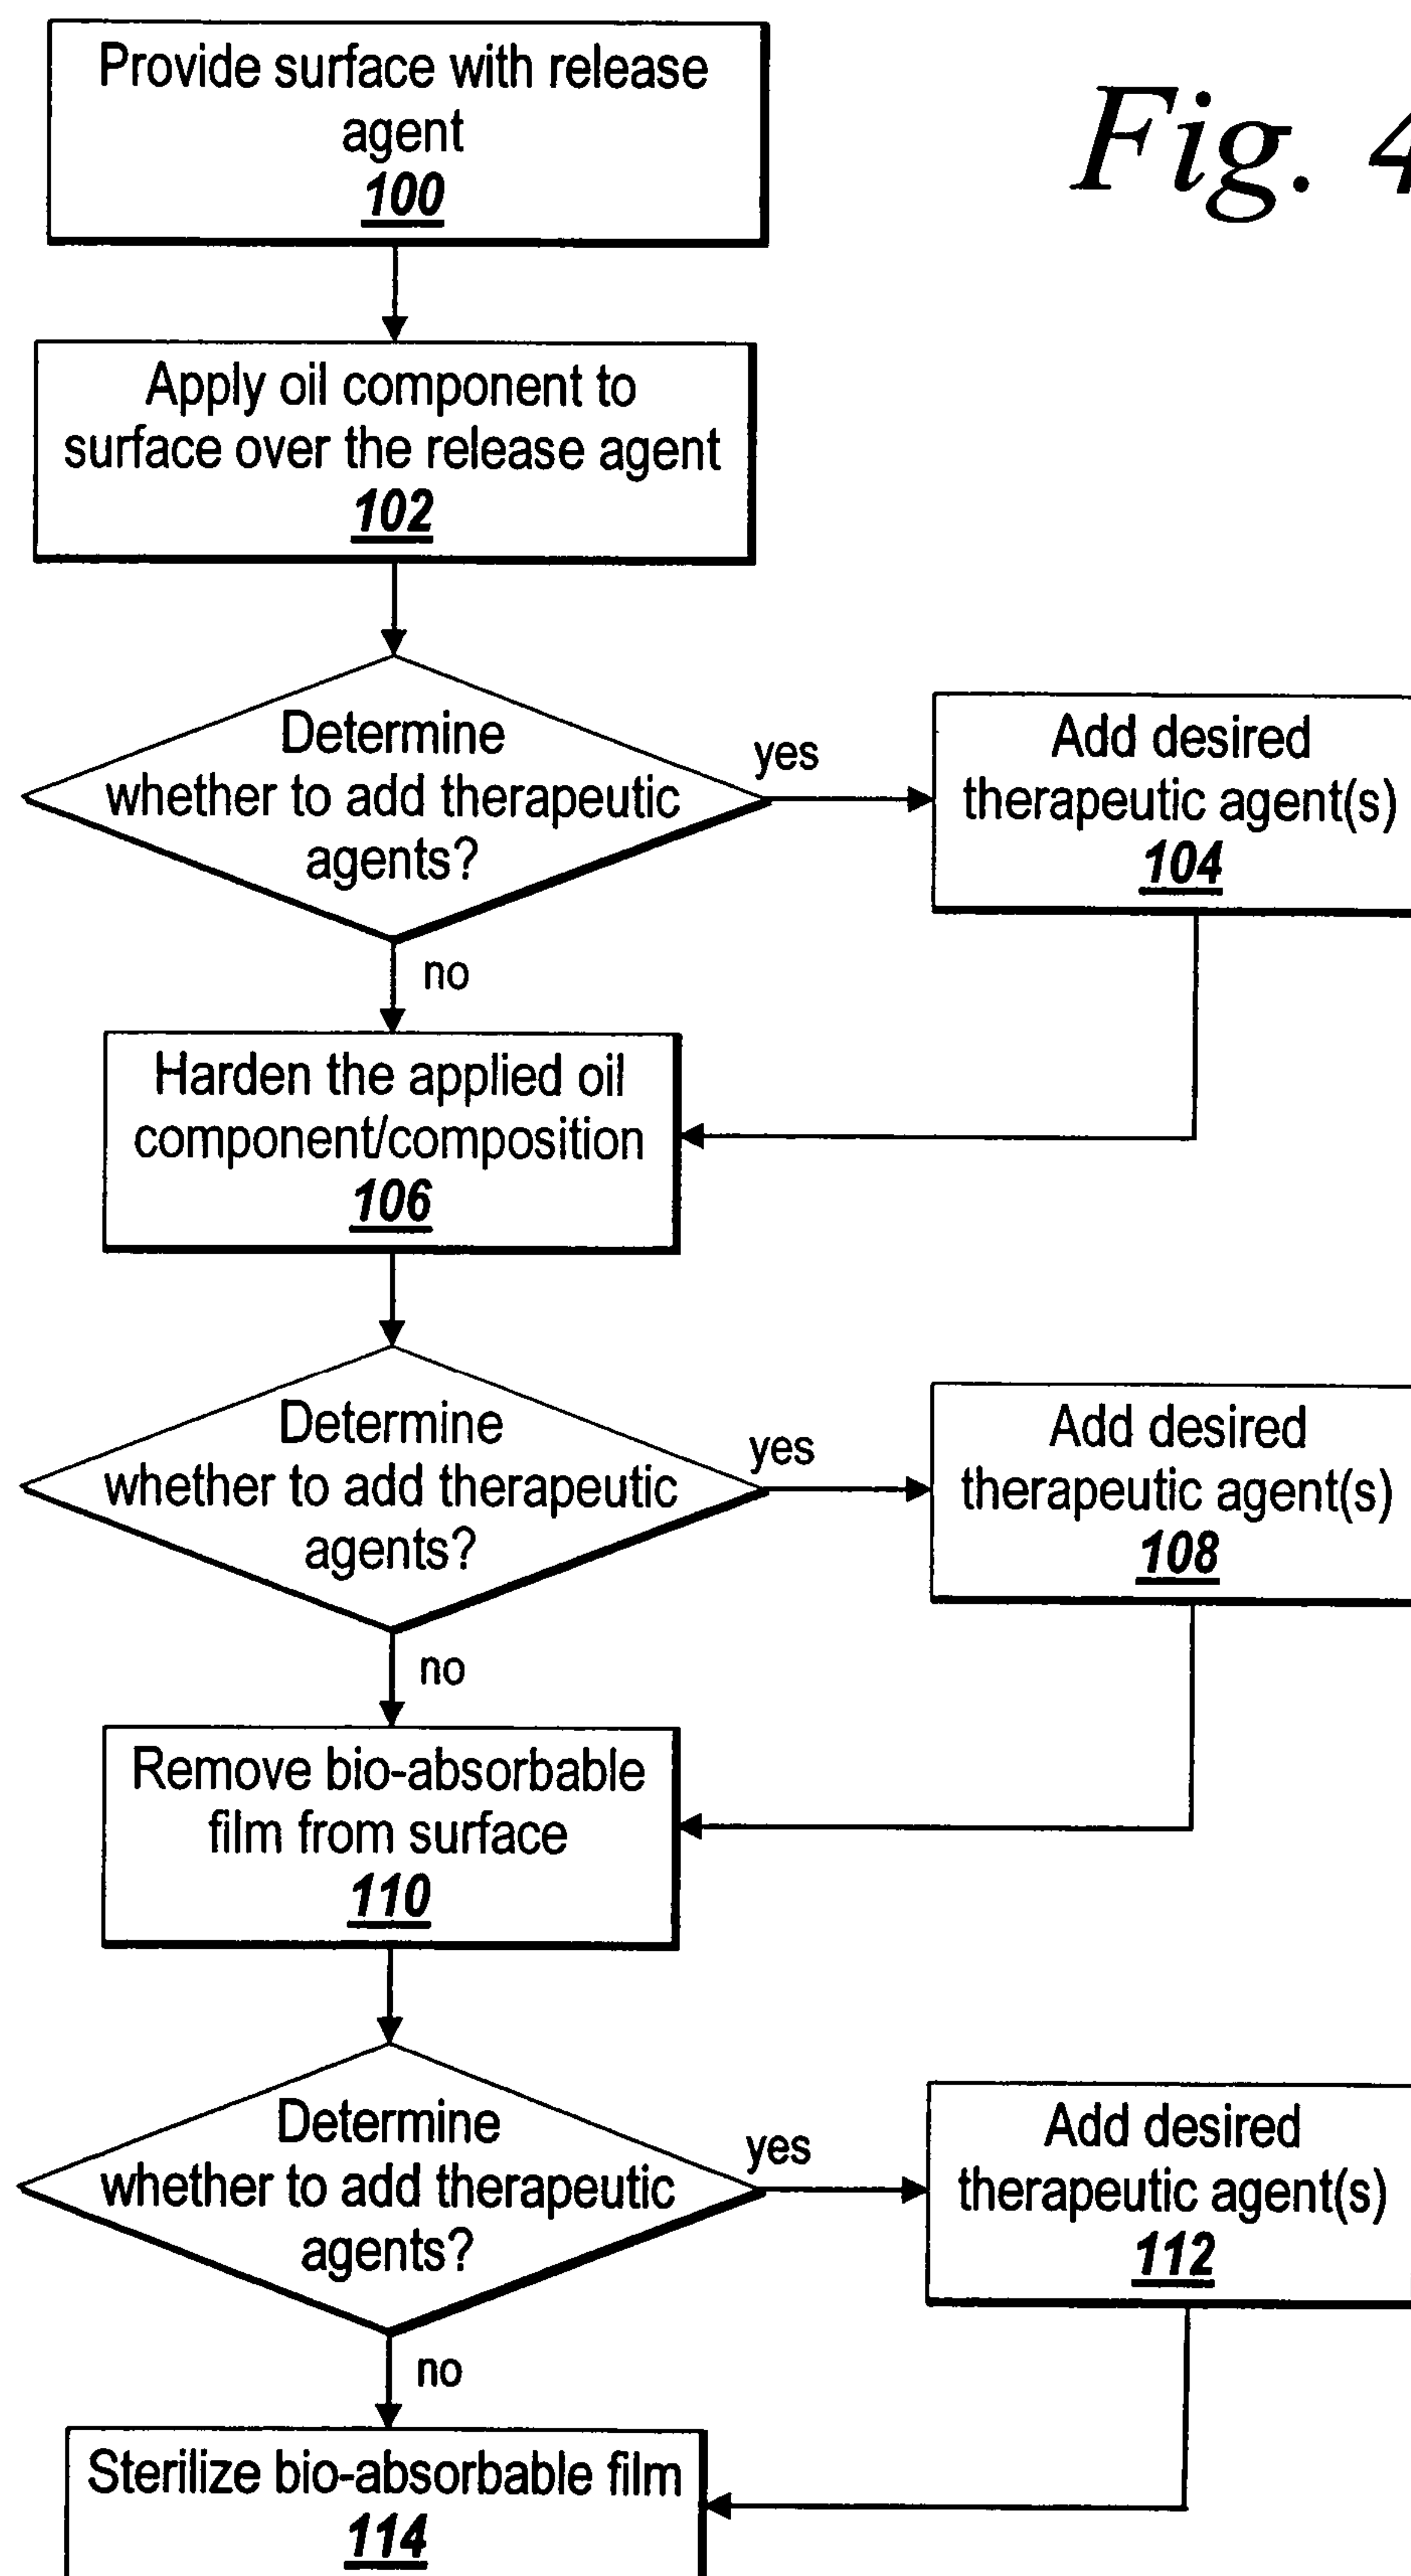 Provide surface with release
agent
100
Fig. 4
Apply oil component to
surface over the release agent
102
Determine
whether to add therapeutic
agents?
yes
Add desired
therapeutic agent(s)
104
no
Harden the applied oil
component/composition
106
Determine
whether to add therapeutic
agents?
yes
Add desired
therapeutic agent(s)
108
no
Remove bio-absorbable
film from surface
110
Determine
whether to add therapeutic
agents?
yes
Add desired
therapeutic agent(s)
112
no
Sterilize bio-absorbable film
114